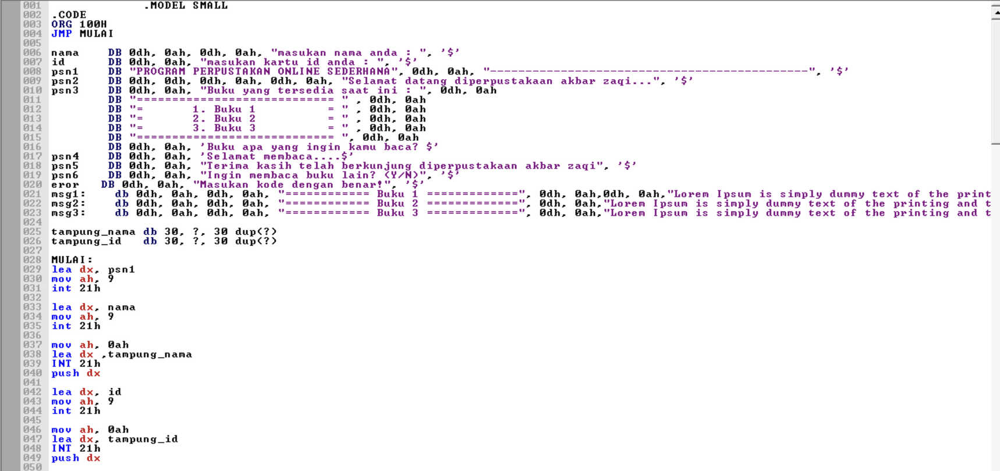 001 .MODEL SMALL
002 .CODE
003 ORG 100H
004 JMP MULAI
005
006 nama DB 0dh, 0ah, 0dh, 0ah, "masukan nama anda : ", '$'
007 id DB 0dh, 0ah, "masukan kartu id anda : ", '$'
008 psn1 DB "PROGRAM PERPUSTAKAN ONLINE SEDERHANA", 0dh, 0ah, "---------------------------------------------", '$'
009 psn2 DB 0dh, 0dh, 0dh, 0ah, 0dh, 0ah, "Selamat datang diperpustakaan akbar zaqi...", '$'
010 psn3 DB 0dh, 0ah, "Buku yang tersedia saat ini : ", 0dh, 0ah
011 DB "============================ " , 0dh, 0ah
012 DB "=       1. Buku 1          = " , 0dh, 0ah
013 DB "=       2. Buku 2          = " , 0dh, 0ah
014 DB "=       3. Buku 3          = " , 0dh, 0ah
015 DB "============================ ", 0dh, 0ah
016 DB 0dh, 0ah, 'Buku apa yang ingin kamu baca? $'
017 psn4 DB 0dh, 0ah, 'Selamat membaca....$'
018 psn5 DB 0dh, 0ah, "Terima kasih telah berkunjung diperpustakaan akbar zaqi", '$'
019 psn6 DB 0dh, 0ah, "Ingin membaca buku lain? (Y/N)", '$'
020 eror DB 0dh, 0ah, "Masukan kode dengan benar!", '$'
021 msg1: db 0dh, 0ah, 0dh, 0ah, "============ Buku 1 =============", 0dh, 0ah,0dh, 0ah,"Lorem Ipsum is simply dummy text of the print
022 msg2: db 0dh, 0ah, 0dh, 0ah, "============ Buku 2 =============", 0dh, 0ah,"Lorem Ipsum is simply dummy text of the printing and t
023 msg3: db 0dh, 0ah, 0dh, 0ah, "============ Buku 3 =============", 0dh, 0ah,"Lorem Ipsum is simply dummy text of the printing and t
024
025 tampung_nama db 30, ?, 30 dup(?)
026 tampung_id db 30, ?, 30 dup(?)
027
028 MULAI:
029 lea dx, psn1
030 mov ah, 9
031 int 21h
032
033 lea dx, nama
034 mov ah, 9
035 int 21h
036
037 mov ah, 0ah
038 lea dx ,tampung_nama
039 INT 21h
040 push dx
041
042 lea dx, id
043 mov ah, 9
044 int 21h
045
046 mov ah, 0ah
047 lea dx, tampung_id
048 INT 21h
049 push dx
050